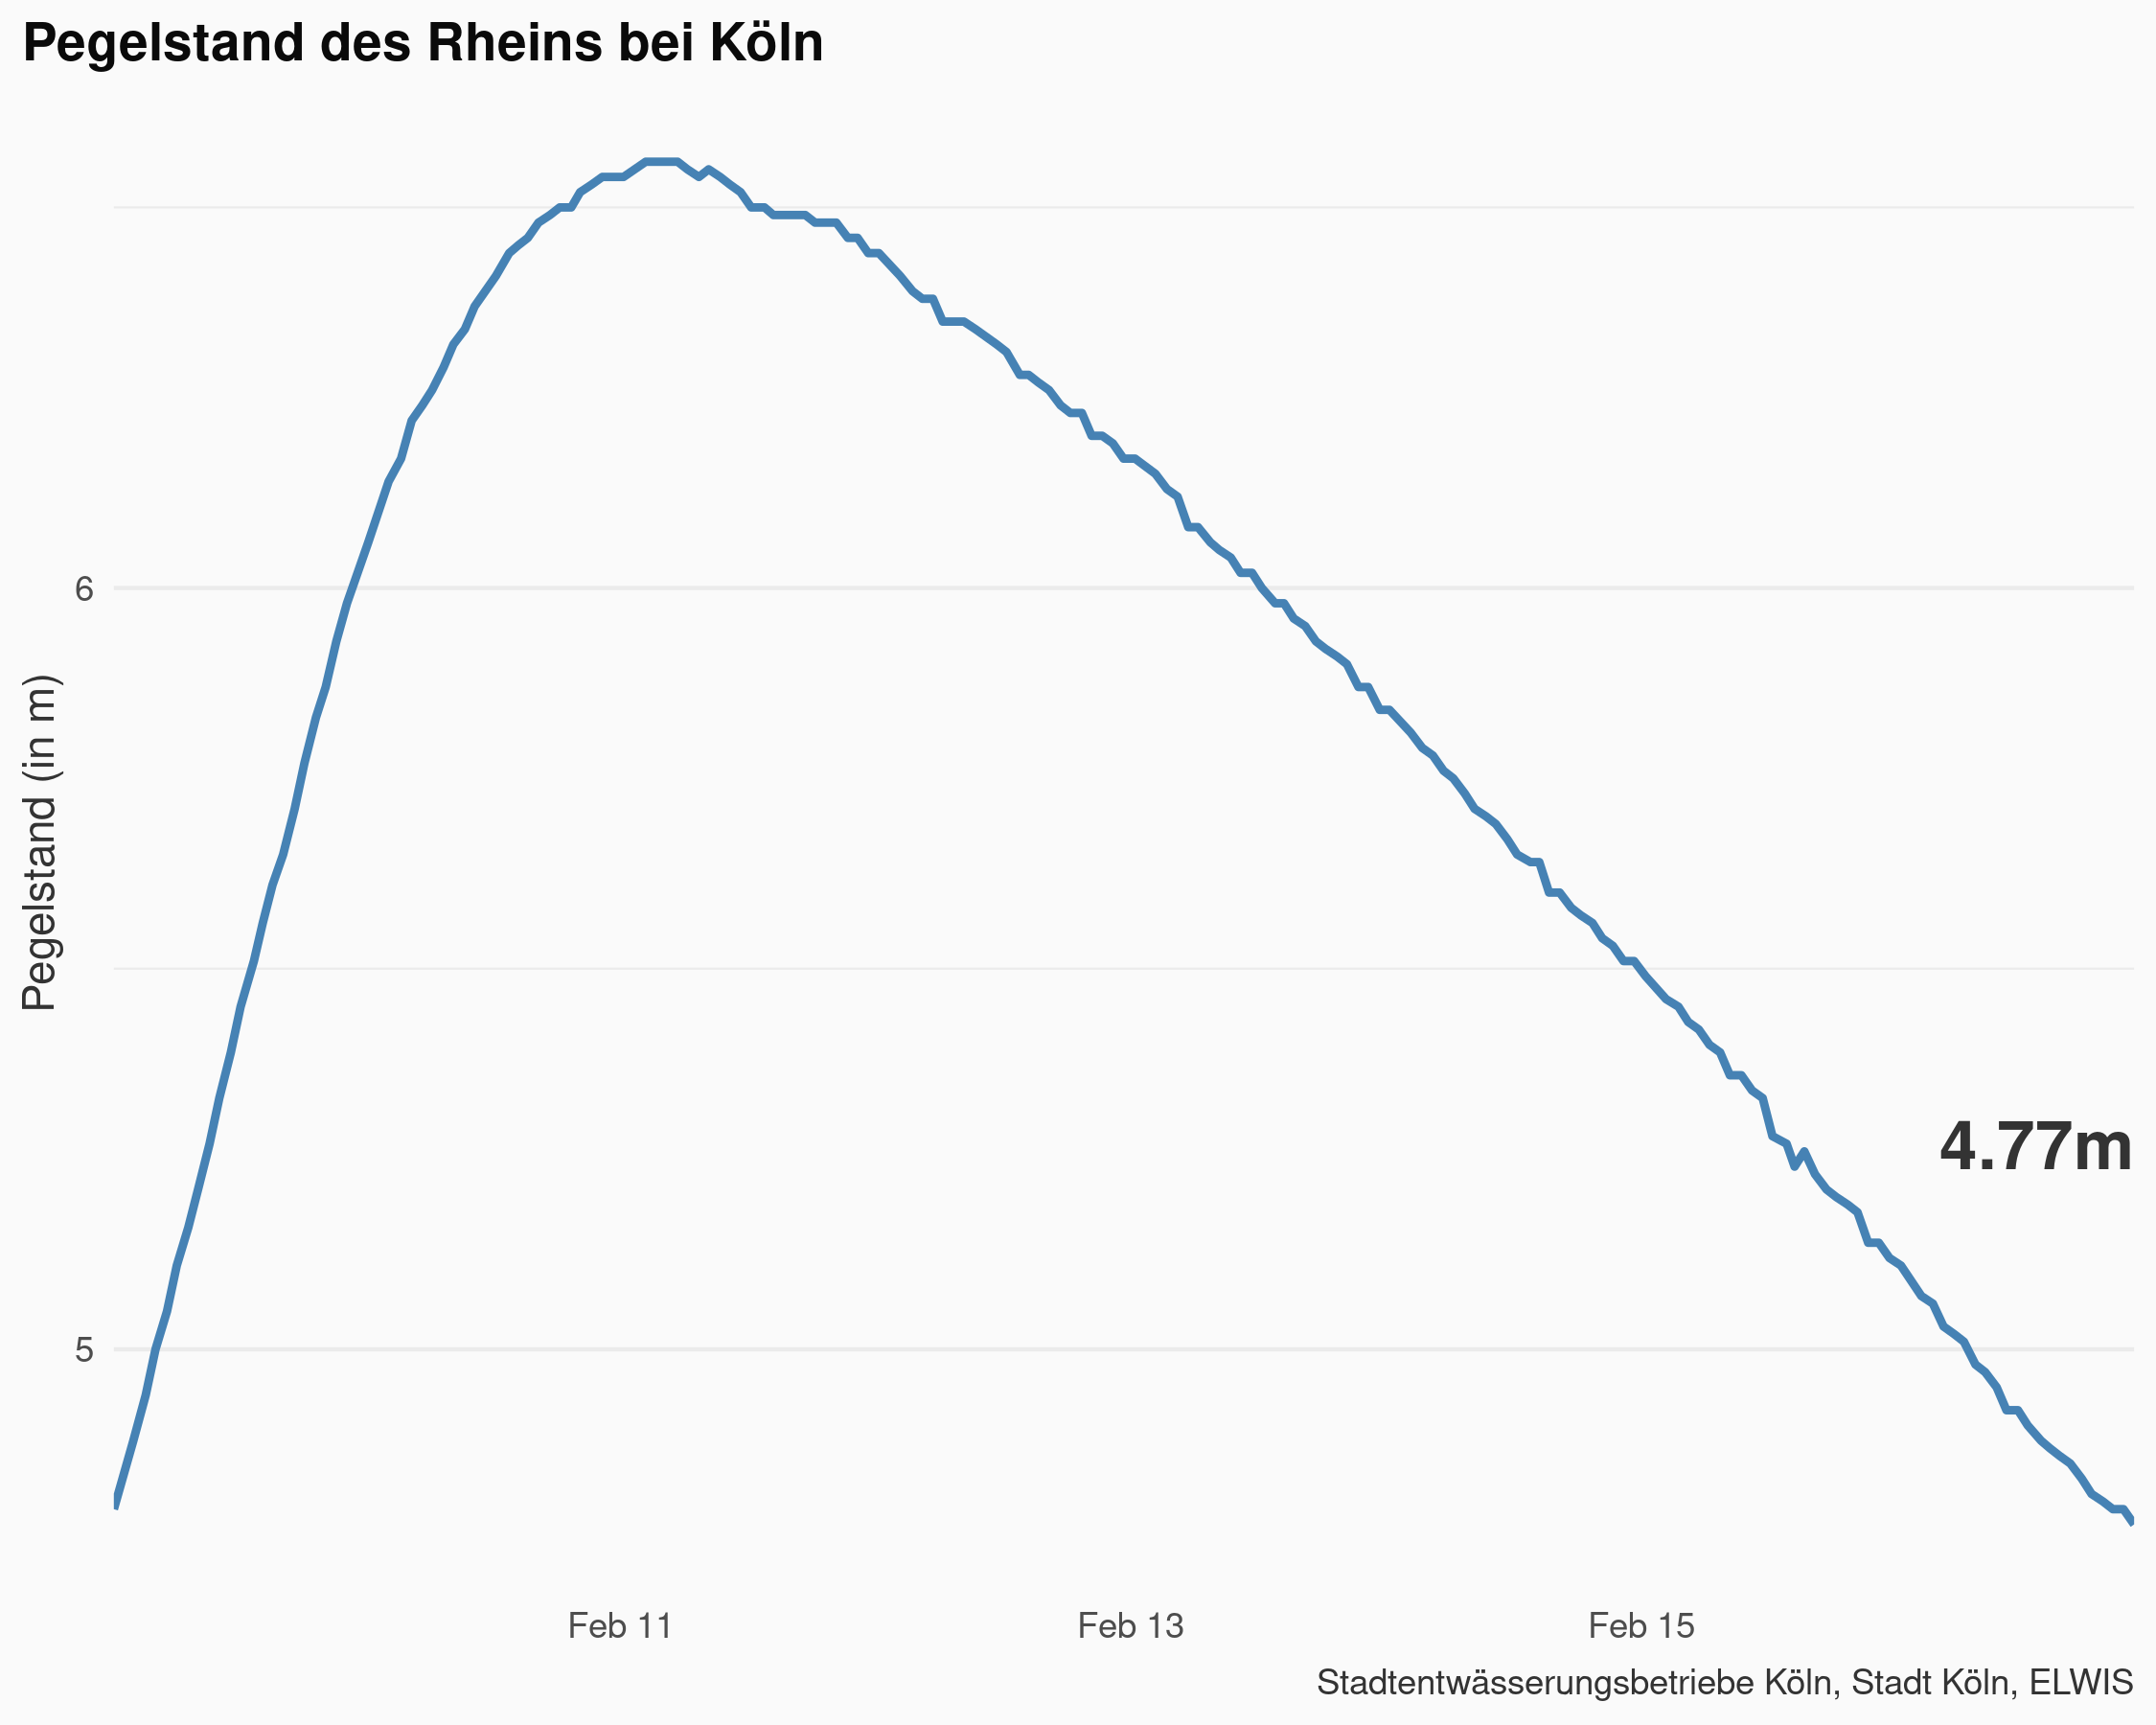 Pegelstand des Rheins bei Köln
Pegelstand (in m)
6
5
4.77m
Feb 11
Feb 13
Feb 15
Stadtentwässerungsbetriebe Köln, Stadt Köln, ELWIS